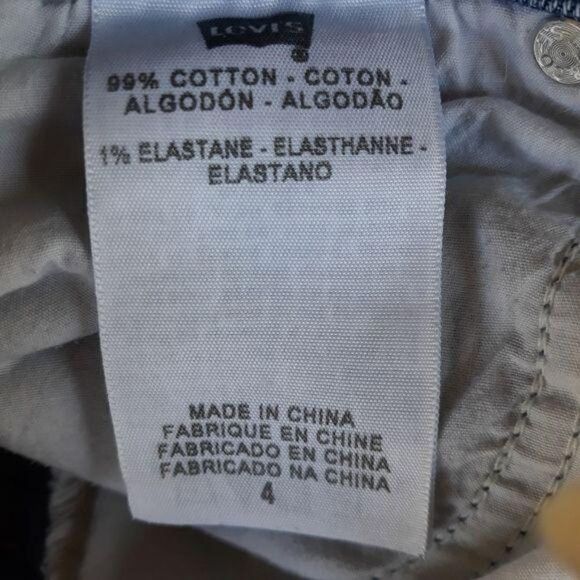 LEVI'S
®
99% COTTON - COTON -
ALGODÓN - ALGODÃO
1% ELASTANE - ELASTHANNE -
ELASTANO
MADE IN CHINA
FABRIQUE EN CHINE
FABRICADO EN CHINA
FABRICADO NA CHINA
4